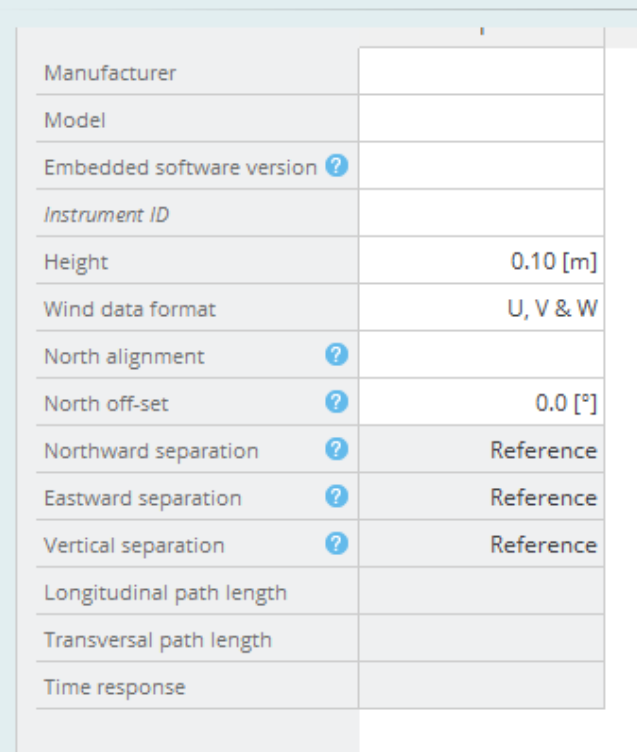 Manufacturer
Model
Embedded software version ?
Instrument ID
Height 0.10 [m]
Wind data format U, V & W
North alignment ?
North off-set ? 0.0 [°]
Northward separation ? Reference
Eastward separation ? Reference
Vertical separation ? Reference
Longitudinal path length
Transversal path length
Time response